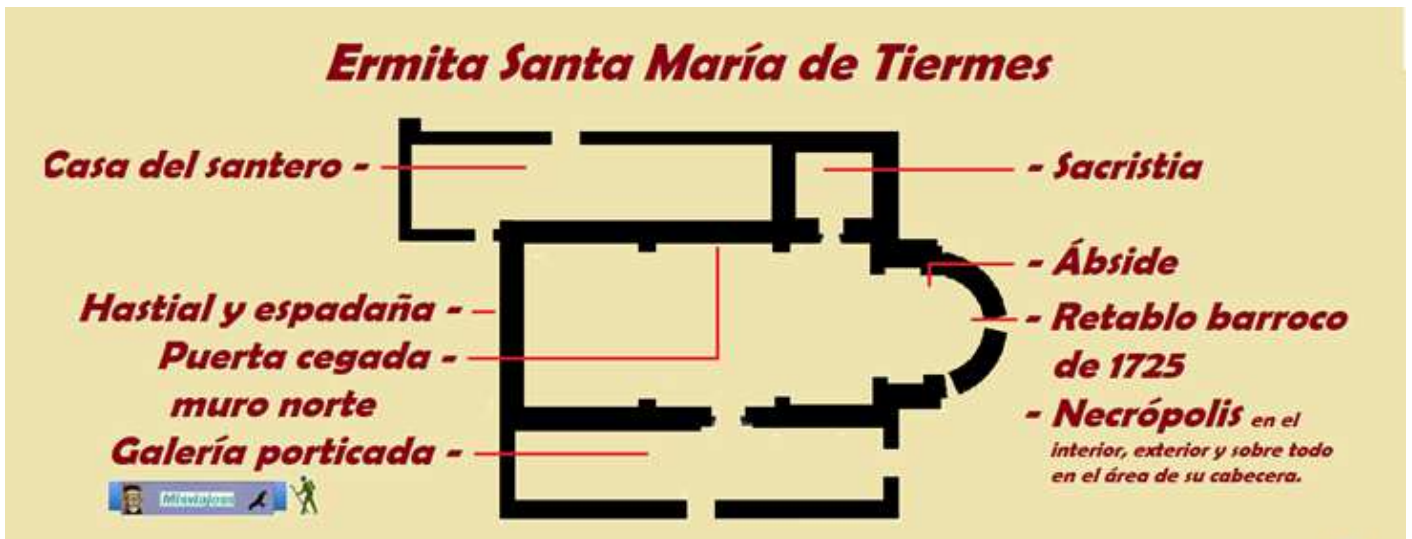 Ermita Santa María de Tiermes
Casa del santero -
- Sacristia
- Ábside
Hastial y espadaña -
- Retablo barroco
de 1725
Puerta cegada -
muro norte
- Necrópolis en el
interior, exterior y sobre todo
en el área de su cabecera.
Galería porticada -
Misviajess